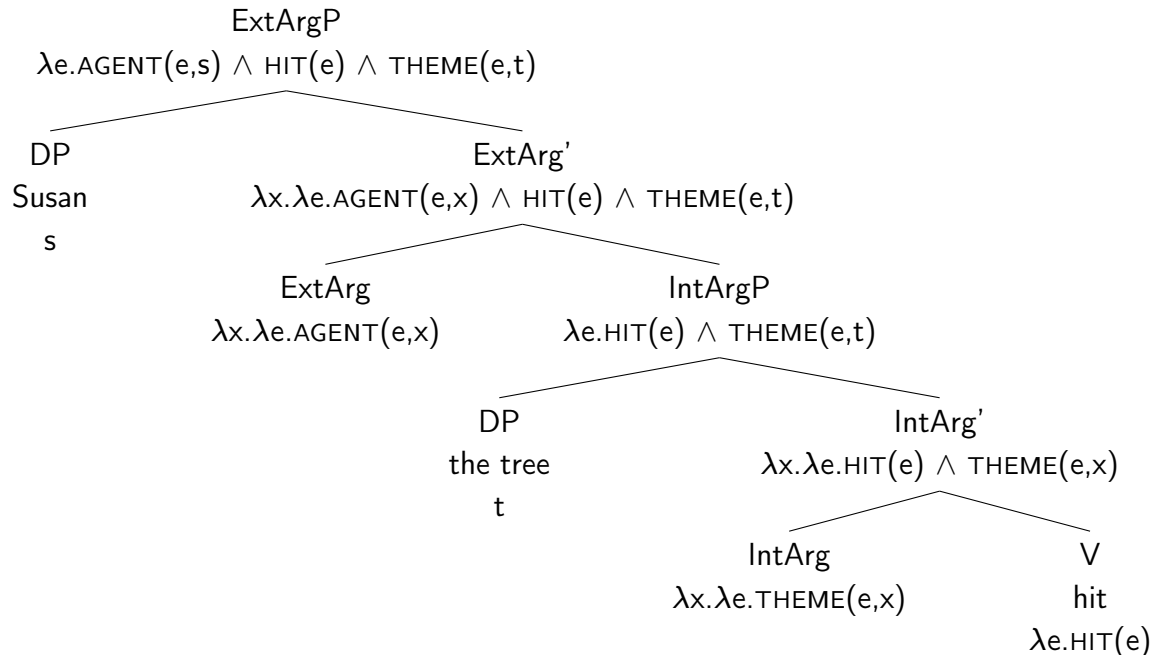 ExtArgP
λe.AGENT(e,s) ∧ HIT(e) ∧ THEME(e,t)
DP
Susan
s
ExtArg'
λx.λe.AGENT(e,x) ∧ HIT(e) ∧ THEME(e,t)
ExtArg
λx.λe.AGENT(e,x)
IntArgP
λe.HIT(e) ∧ THEME(e,t)
DP
the tree
t
IntArg'
λx.λe.HIT(e) ∧ THEME(e,x)
IntArg
λx.λe.THEME(e,x)
V
hit
λe.HIT(e)